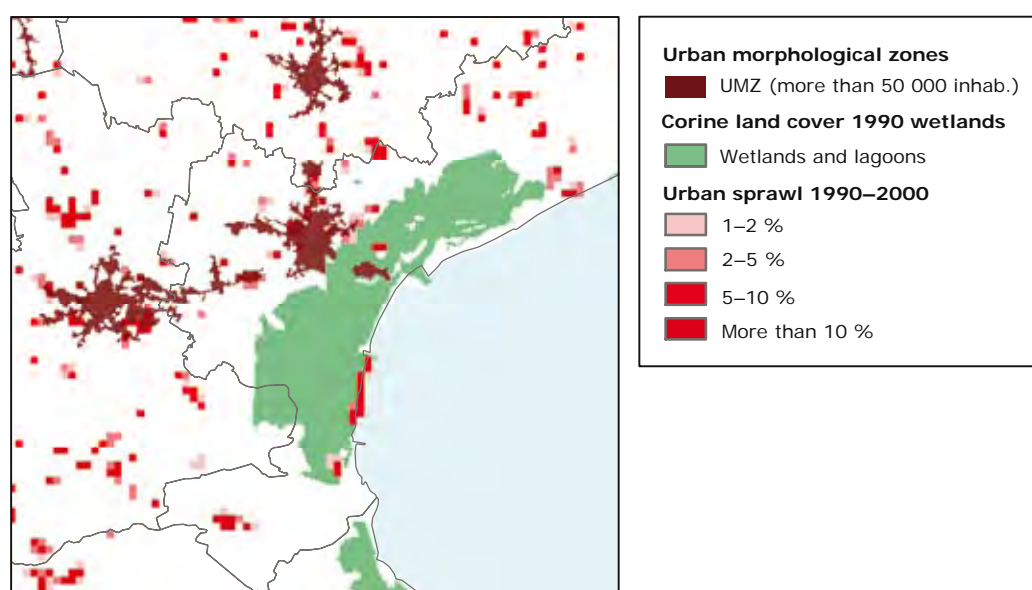 Urban morphological zones
UMZ (more than 50 000 inhab.)
Corine land cover 1990 wetlands
Wetlands and lagoons
Urban sprawl 1990–2000
1–2 %
2–5 %
5–10 %
More than 10 %